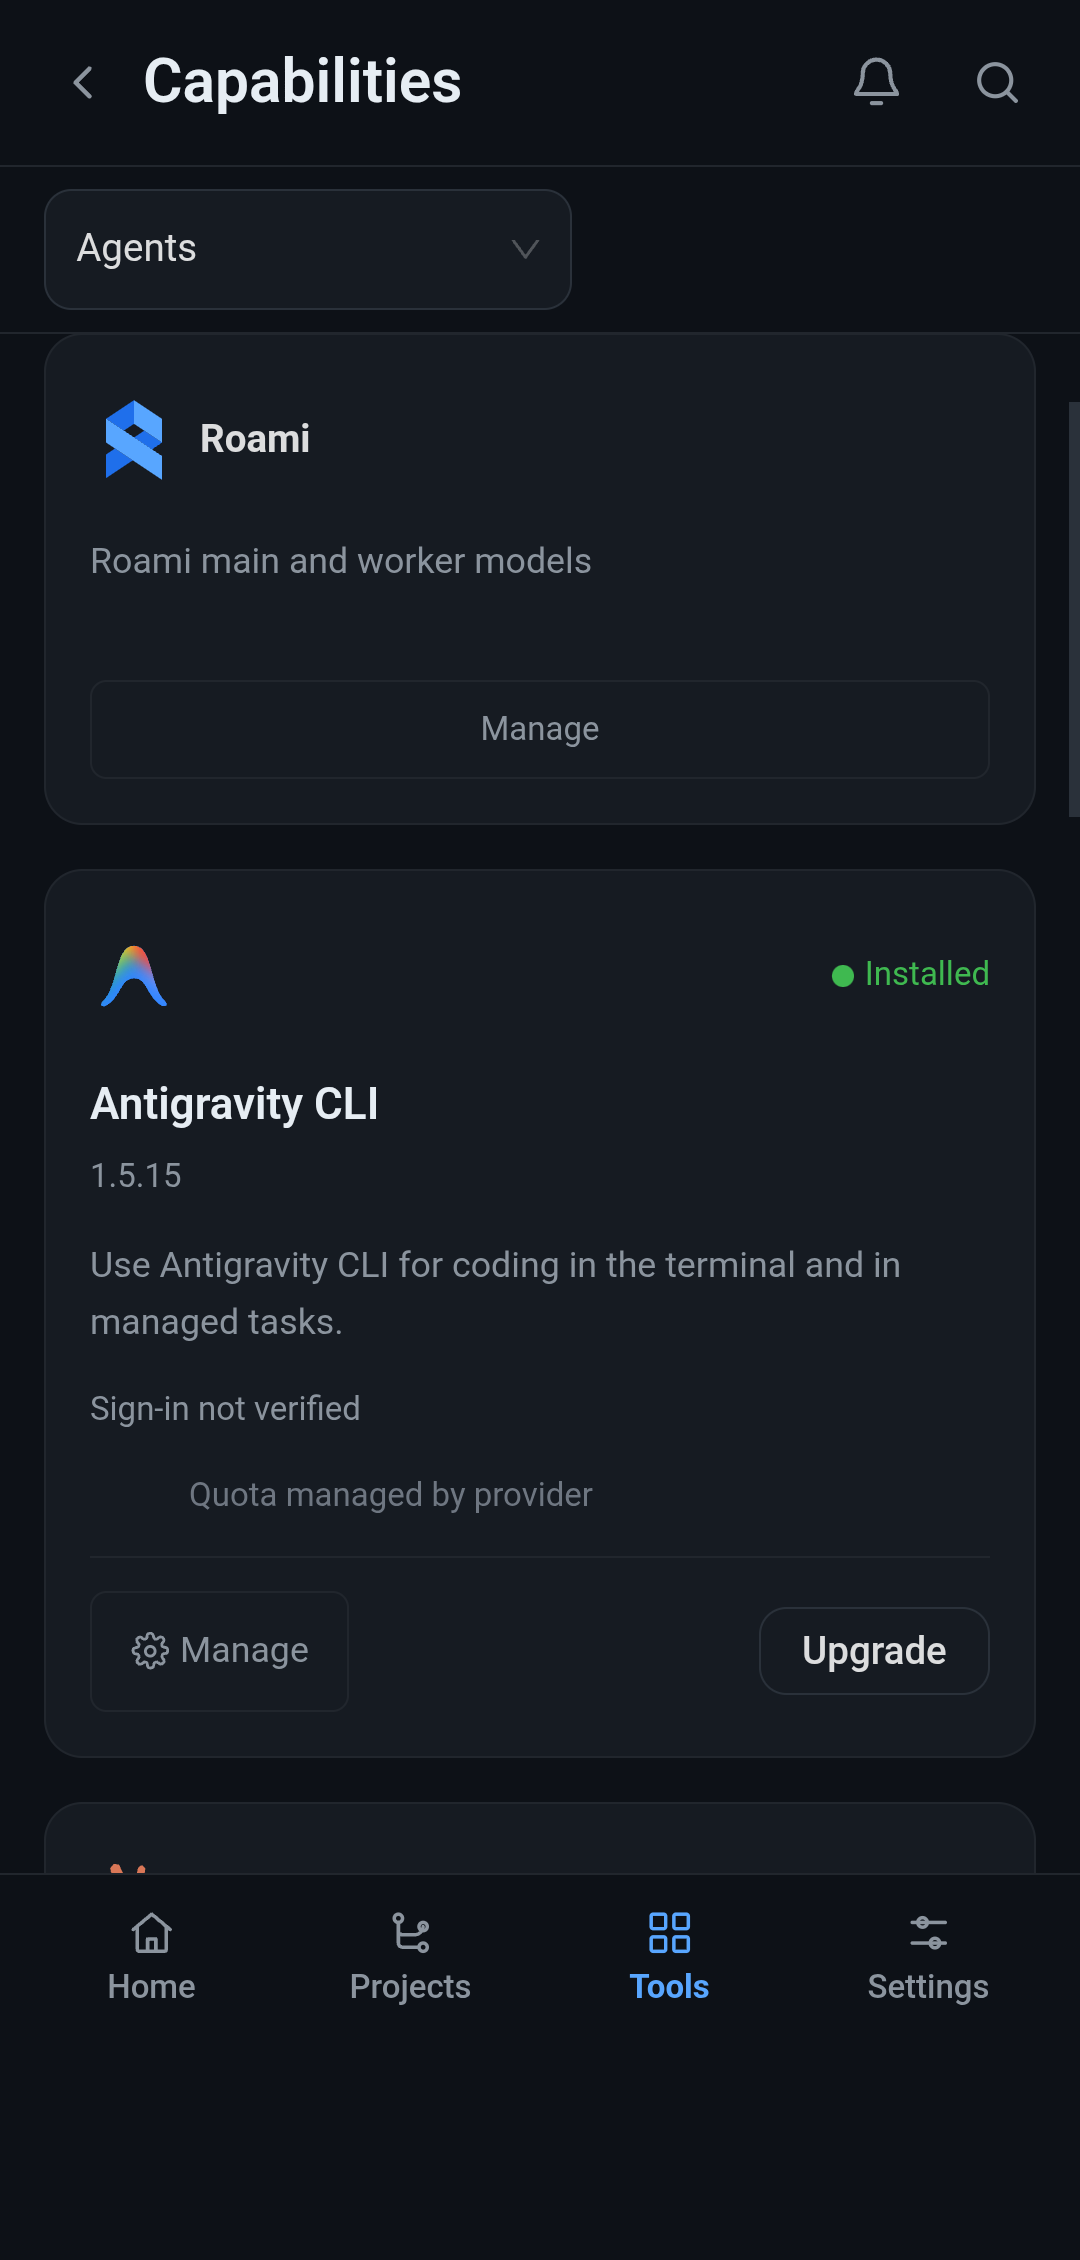 Capabilities
Agents
Roami
Roami main and worker models
Manage
Installed
Antigravity CLI
1.5.15
Use Antigravity CLI for coding in the terminal and in
managed tasks.
Sign-in not verified
Quota managed by provider
Manage
Upgrade
Home
Projects
Tools
Settings